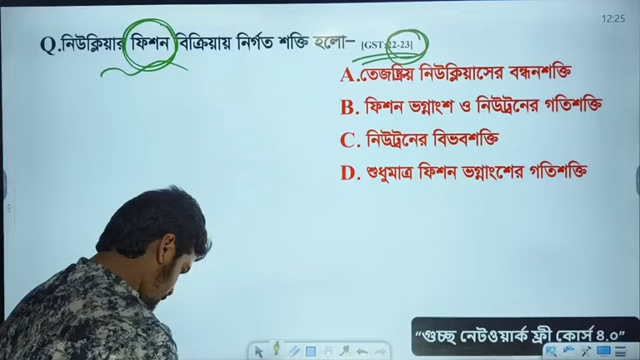 12:25
Q.নিউক্লিয়ার ফিশন বিক্রিয়ায় নির্গত শক্তি হলো– [GST:22-23]
A.তেজষ্ক্রিয় নিউক্লিয়াসের বন্ধনশক্তি
B. ফিশন ভগ্নাংশ ও নিউট্রনের গতিশক্তি
C. নিউট্রনের বিভবশক্তি
D. শুধুমাত্র ফিশন ভগ্নাংশের গতিশক্তি
“গুচ্ছ নেটওয়ার্ক ফ্রী কোর্স ৪.০”